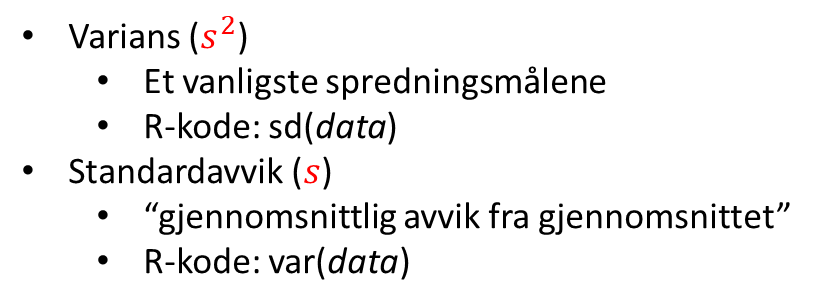 • Varians (s²)
• Et vanligste spredningsmålene
• R-kode: sd(data)
• Standardavvik (s)
• “gjennomsnittlig avvik fra gjennomsnittet”
• R-kode: var(data)